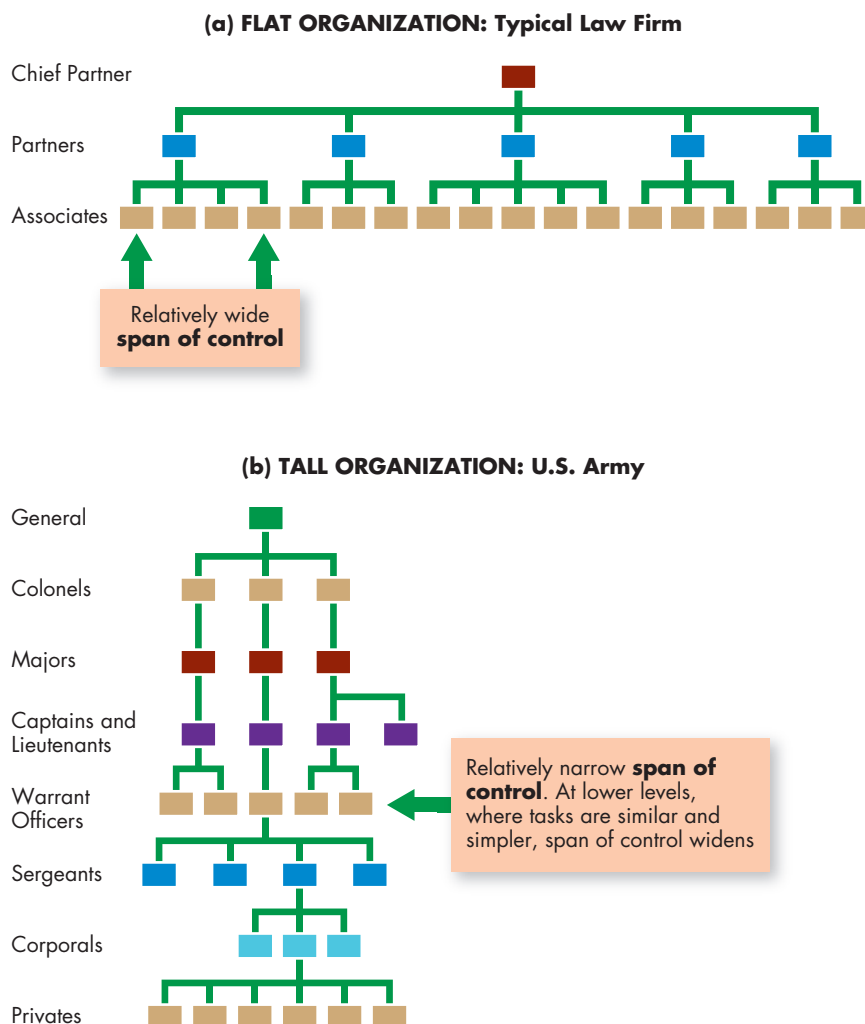 (a) FLAT ORGANIZATION: Typical Law Firm
Chief Partner
Partners
Associates
Relatively wide
span of control
(b) TALL ORGANIZATION: U.S. Army
General
Colonels
Majors
Captains and
Lieutenants
Warrant
Officers
Relatively narrow span of
control. At lower levels,
where tasks are similar and
simpler, span of control widens
Sergeants
Corporals
Privates